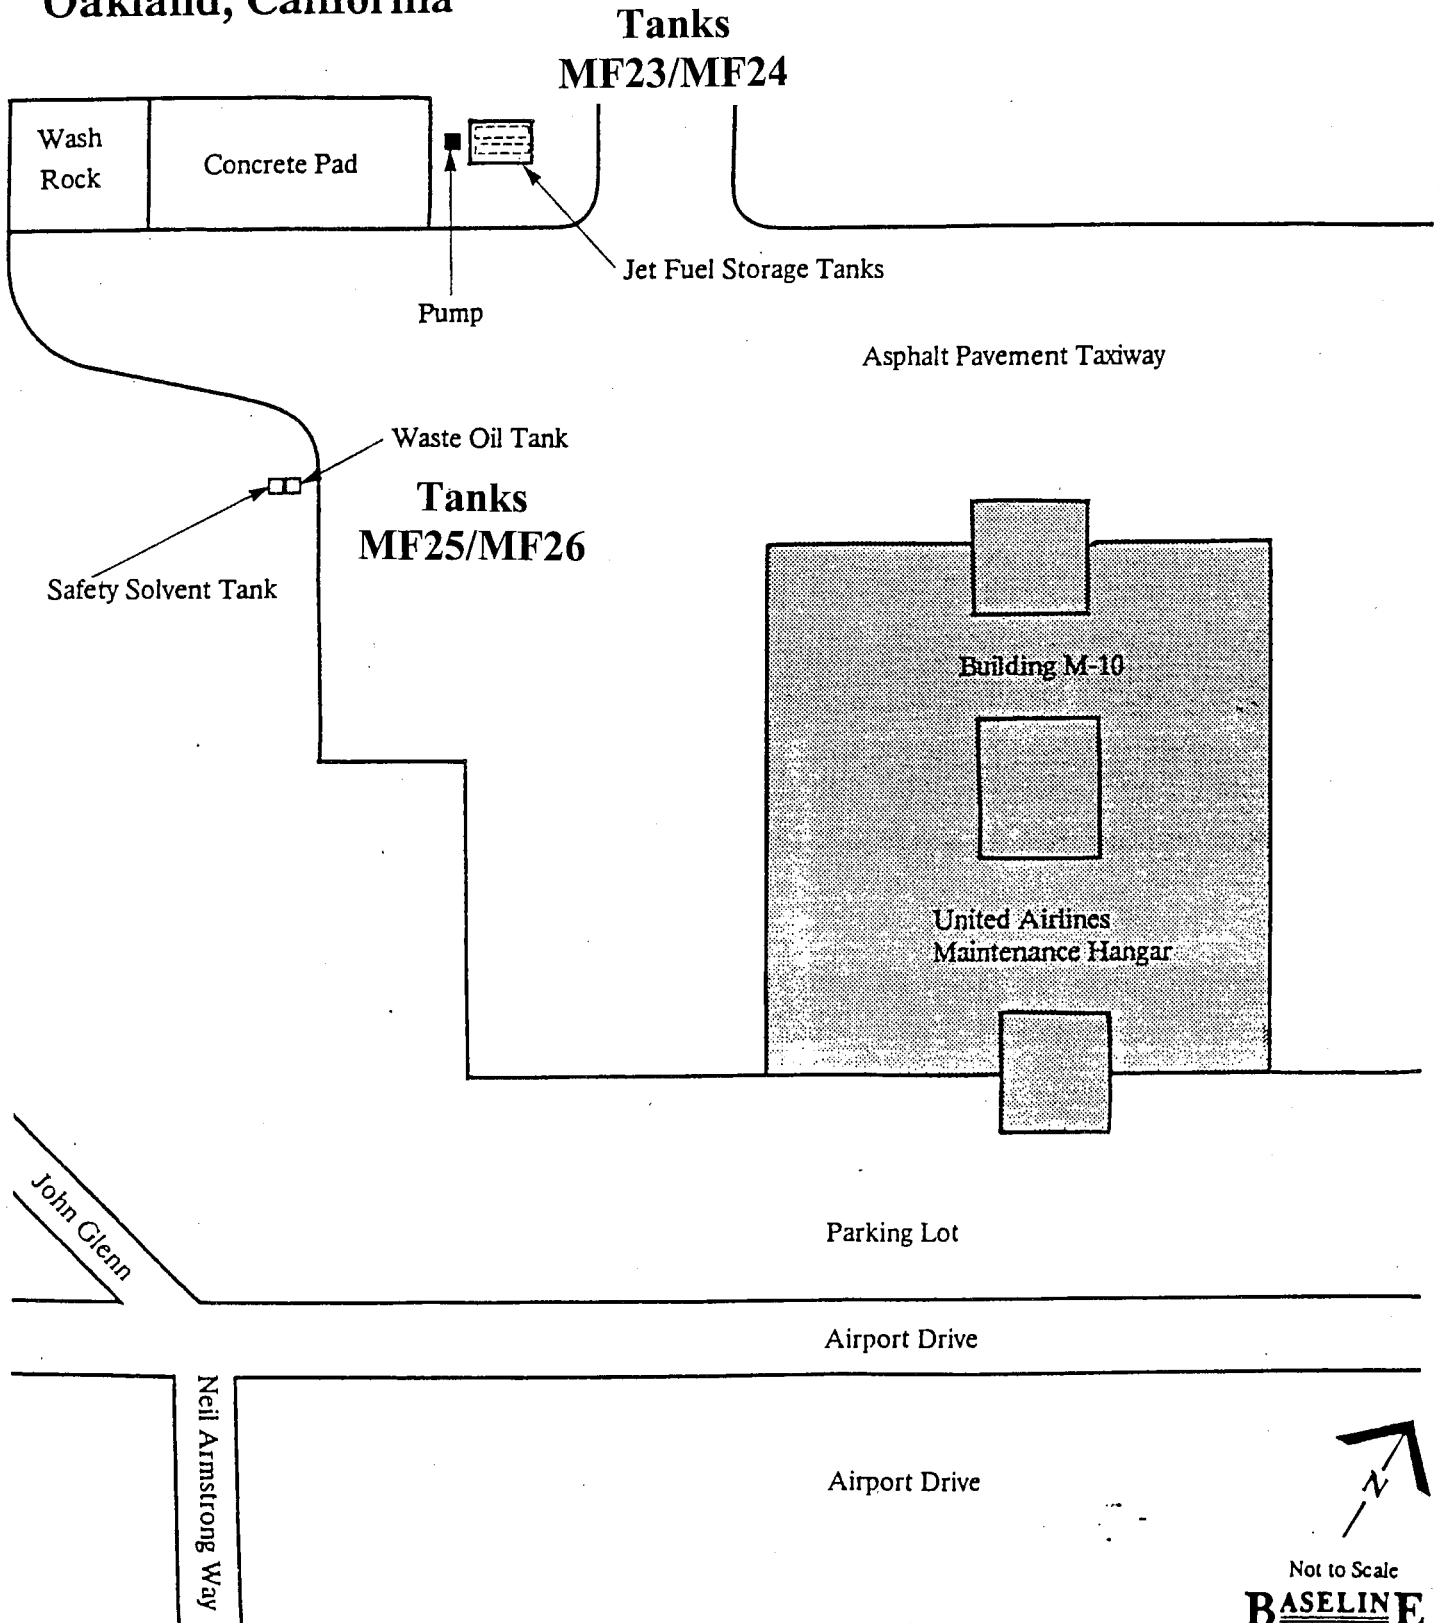 Oakland, California
Tanks
MF23/MF24
Wash
Rock
Concrete Pad
Jet Fuel Storage Tanks
Pump
Asphalt Pavement Taxiway
Waste Oil Tank
Tanks
MF25/MF26
Safety Solvent Tank
Building M-10
United Airlines
Maintenance Hangar
John Glenn
Parking Lot
Airport Drive
Neil Armstrong Way
Airport Drive
N
Not to Scale
BASELINE